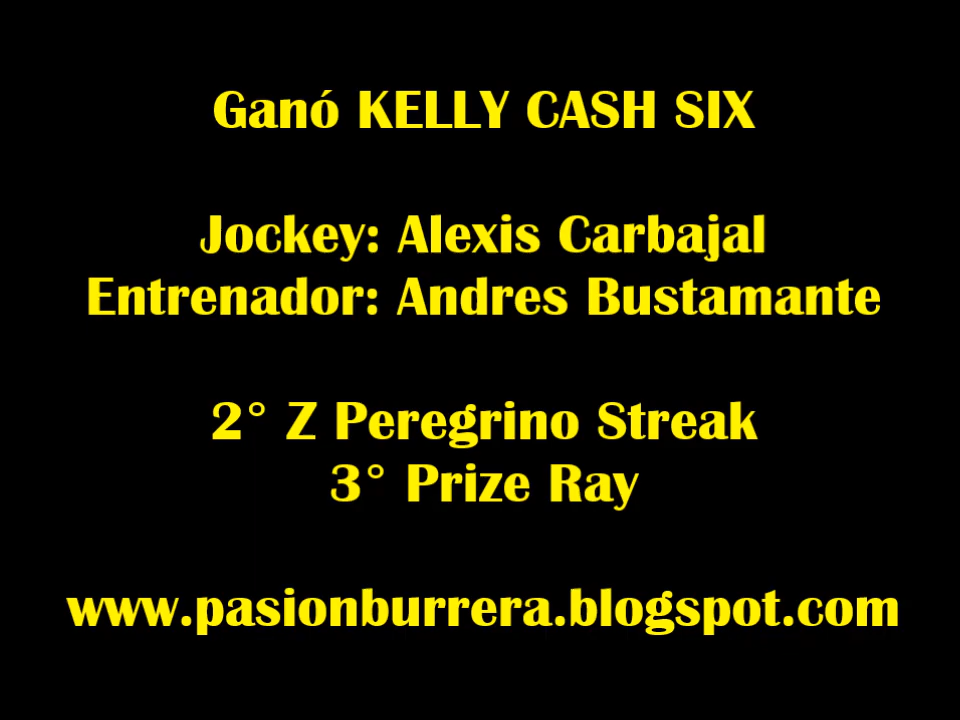 Ganó KELLY CASH SIX
Jockey: Alexis Carbajal
Entrenador: Andres Bustamante
2° Z Peregrino Streak
3° Prize Ray
www.pasionburrera.blogspot.com